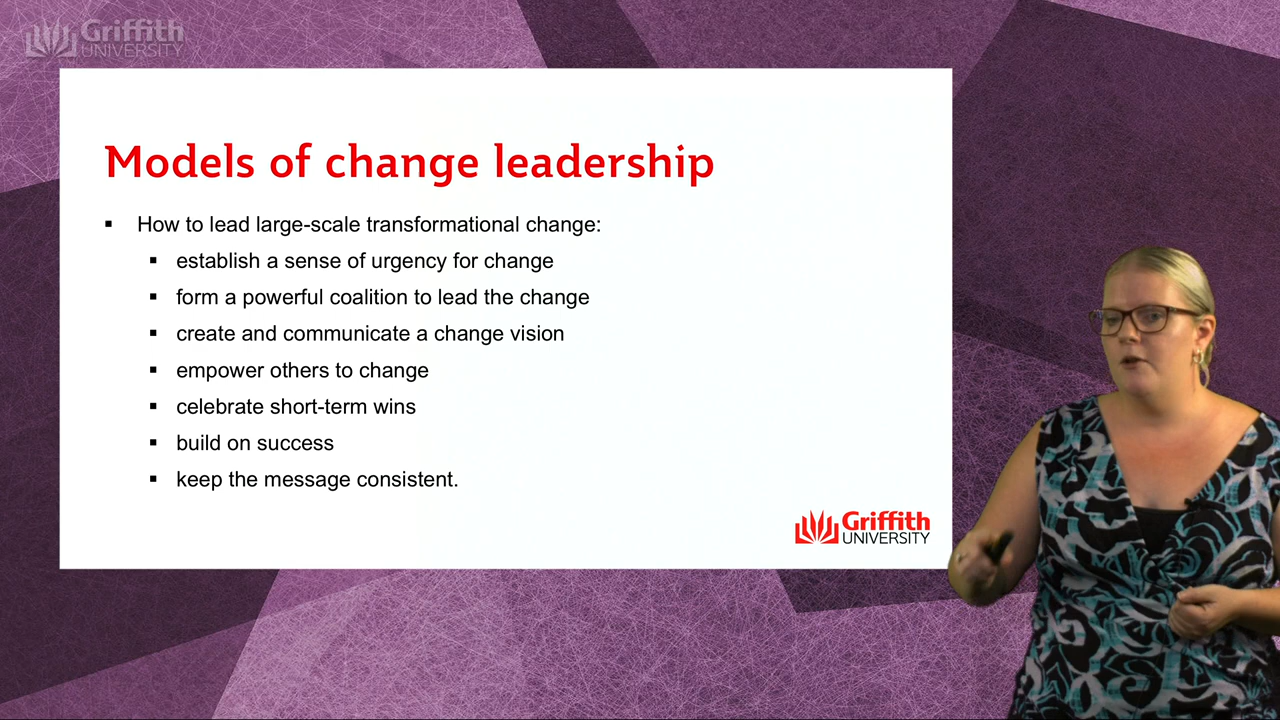 Griffith
UNIVERSITY
Models of change leadership
▪ How to lead large-scale transformational change:
▪ establish a sense of urgency for change
▪ form a powerful coalition to lead the change
▪ create and communicate a change vision
▪ empower others to change
▪ celebrate short-term wins
▪ build on success
▪ keep the message consistent.
Griffith
UNIVERSITY